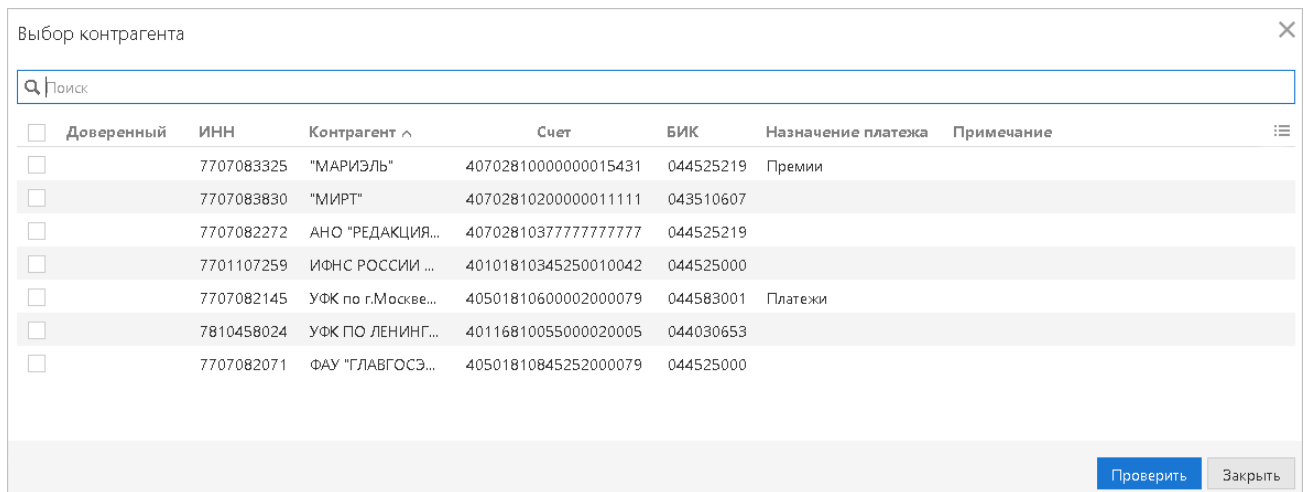 Выбор контрагента
Поиск
Доверенный ИНН Контрагент Счет БИК Назначение платежа Примечание
7707083325 "МАРИЭЛЬ" 40702810000000015431 044525219 Премии
7707083830 "МИРТ" 40702810200000011111 043510607
7707082272 АНО "РЕДАКЦИЯ... 40702810377777777777 044525219
7701107259 ИФНС РОССИИ ... 40101810345250010042 044525000
7707082145 УФК по г.Москве... 40501810600002000079 044583001 Платежи
7810458024 УФК ПО ЛЕНИНГ... 40116810055000020005 044030653
7707082071 ФАУ "ГЛАВГОСЭ... 40501810845252000079 044525000
Проверить Закрыть